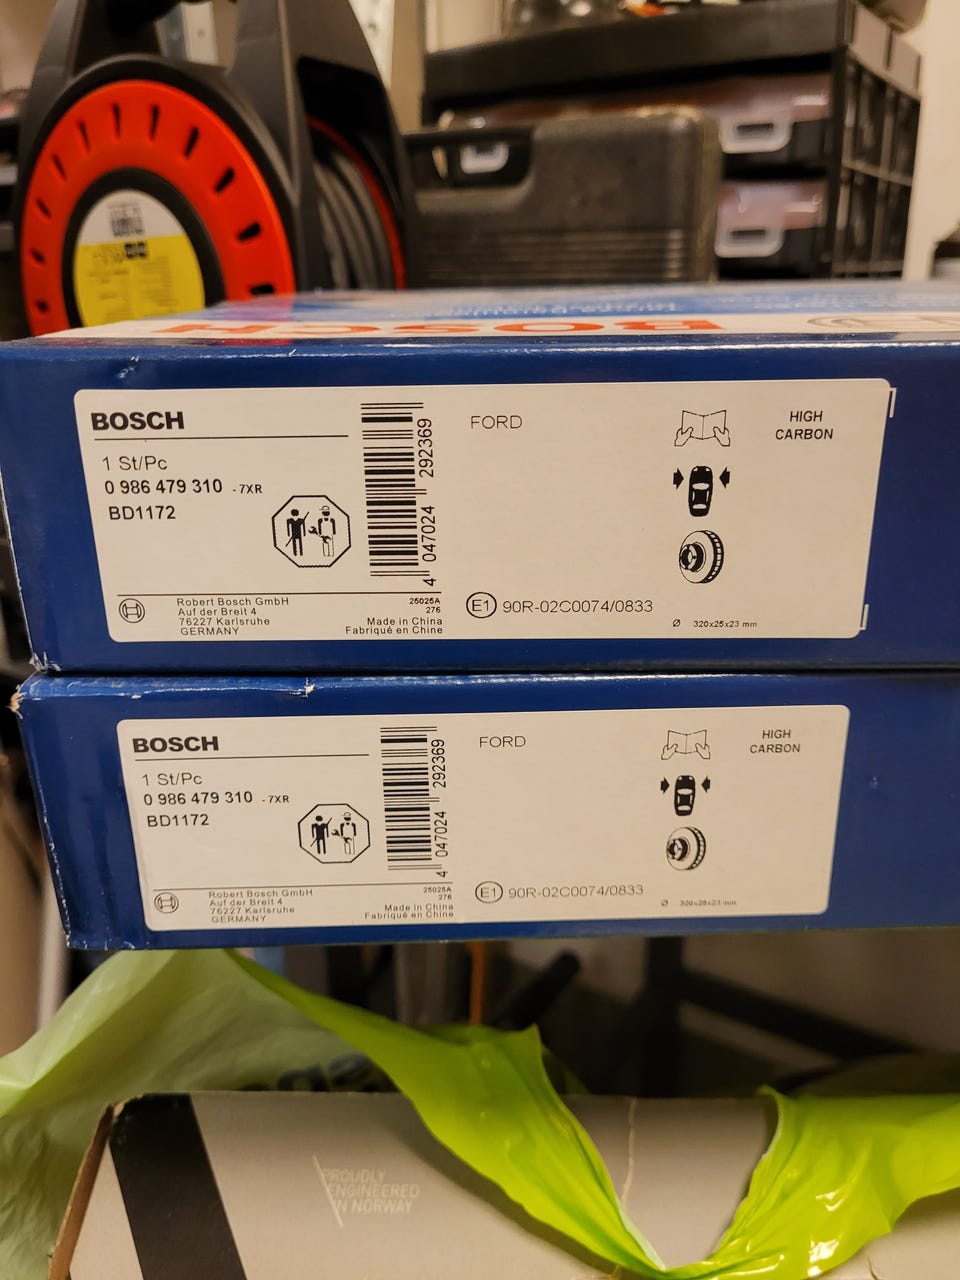 BOSCH
BOSCH
1 St/Pc
0 986 479 310 - 7XR
BD1172
4 047024 292369
FORD
HIGH
CARBON
Robert Bosch GmbH
Auf der Breit 4
76227 Karlsruhe
GERMANY
25025A
276
Made in China
Fabriqué en Chine
E1 90R-02C0074/0833
Ø 320x25x23 mm
BOSCH
1 St/Pc
0 986 479 310 - 7XR
BD1172
4 047024 292369
FORD
HIGH
CARBON
Robert Bosch GmbH
Auf der Breit 4
76227 Karlsruhe
GERMANY
25025A
276
Made in China
Fabriqué en Chine
E1 90R-02C0074/0833
Ø 320x25x23 mm
PROUDLY
ENGINEERED
IN NORWAY